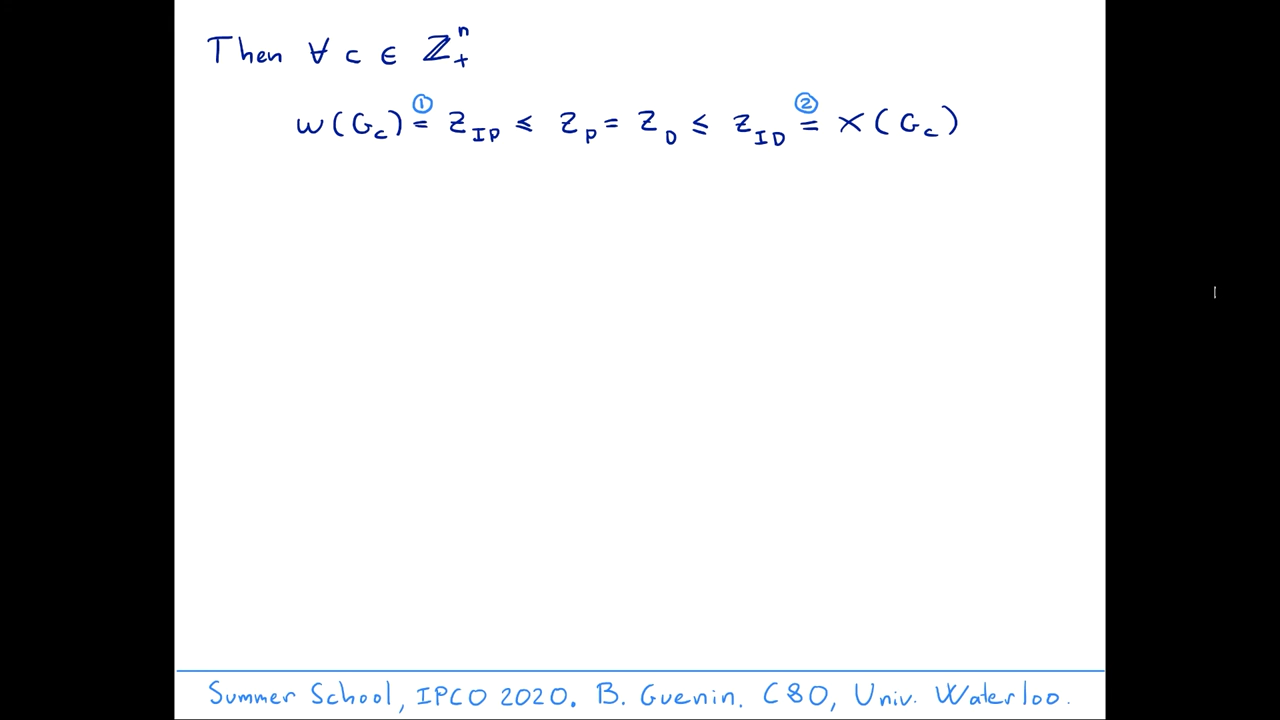 Then ∀ c ∈ ℤ₊ⁿ
① ②
ω(G_c) = Z_IP ≤ Z_P = Z_D ≤ Z_ID = χ(G_c)
Summer School, IPCO 2020. B. Guenin. C&O, Univ. Waterloo.